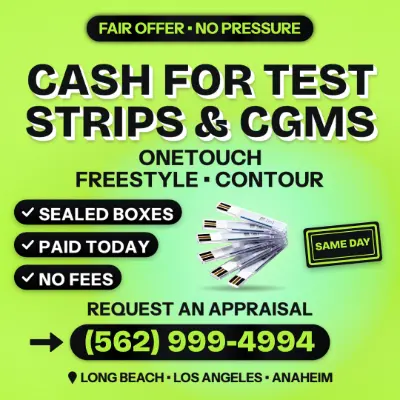 FAIR OFFER • NO PRESSURE
CASH FOR TEST
STRIPS & CGMS
ONETOUCH
FREESTYLE • CONTOUR
✓ SEALED BOXES
✓ PAID TODAY
✓ NO FEES
SAME DAY
REQUEST AN APPRAISAL
→ (562) 999-4994
LONG BEACH • LOS ANGELES • ANAHEIM